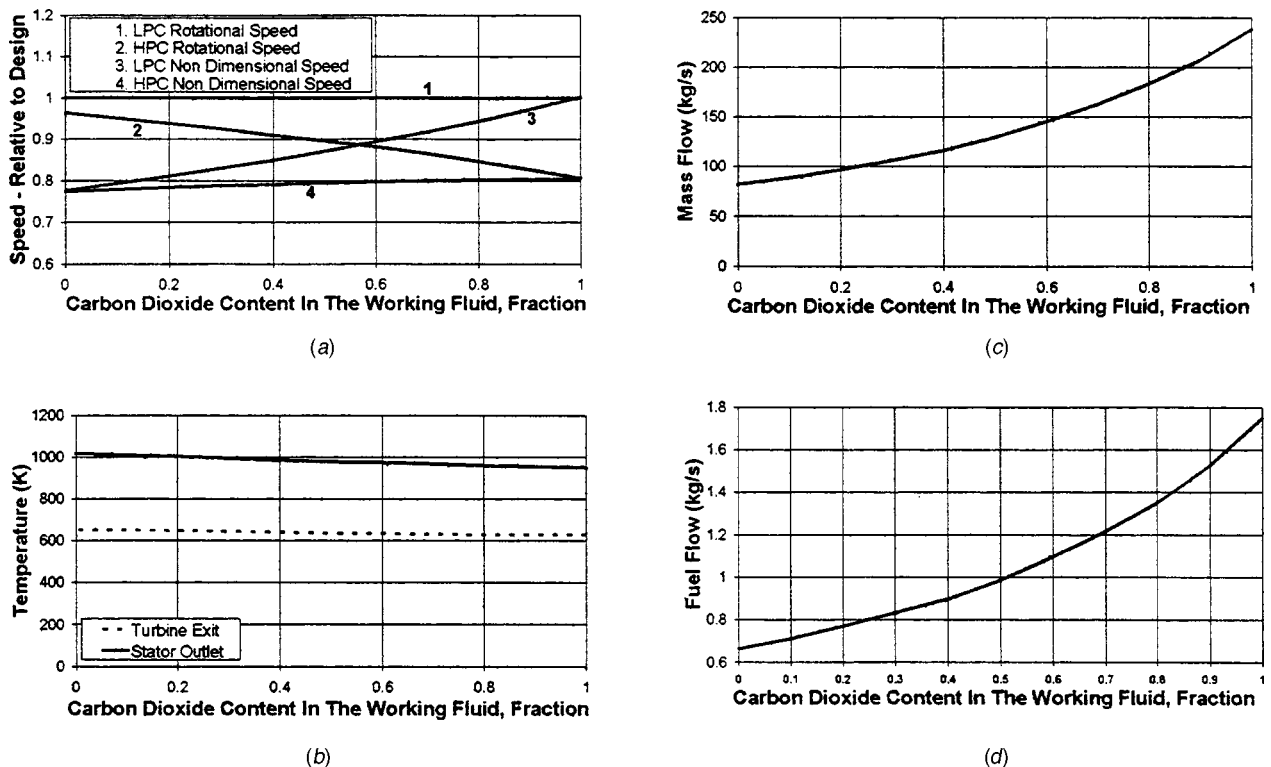 Speed - Relative to Design
1.2
1.1
1
0.9
0.8
0.7
0.6
1. LPC Rotational Speed
2. HPC Rotational Speed
3. LPC Non Dimensional Speed
4. HPC Non Dimensional Speed
1
2
3
4
0 0.2 0.4 0.6 0.8 1
Carbon Dioxide Content In The Working Fluid, Fraction
(a)
Mass Flow (kg/s)
250
200
150
100
50
0
0 0.2 0.4 0.6 0.8 1
Carbon Dioxide Content In The Working Fluid, Fraction
(c)
Temperature (K)
1200
1000
800
600
400
200
0
Turbine Exit
Stator Outlet
0 0.2 0.4 0.6 0.8 1
Carbon Dioxide Content In The Working Fluid, Fraction
(b)
Fuel Flow (kg/s)
1.8
1.6
1.4
1.2
1
0.8
0.6
0 0.1 0.2 0.3 0.4 0.5 0.6 0.7 0.8 0.9 1
Carbon Dioxide Content In The Working Fluid, Fraction
(d)